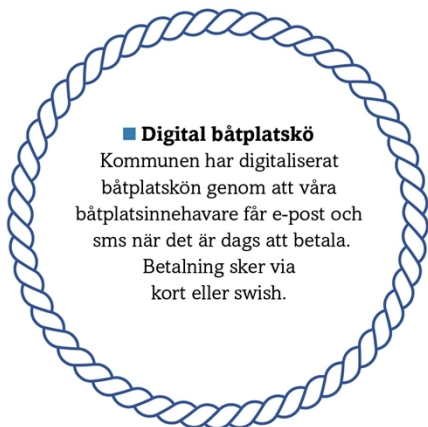 Digital båtplatskö
Kommunen har digitaliserat
båtplatskön genom att våra
båtplatsinnehavare får e-post och
sms när det är dags att betala.
Betalning sker via
kort eller swish.